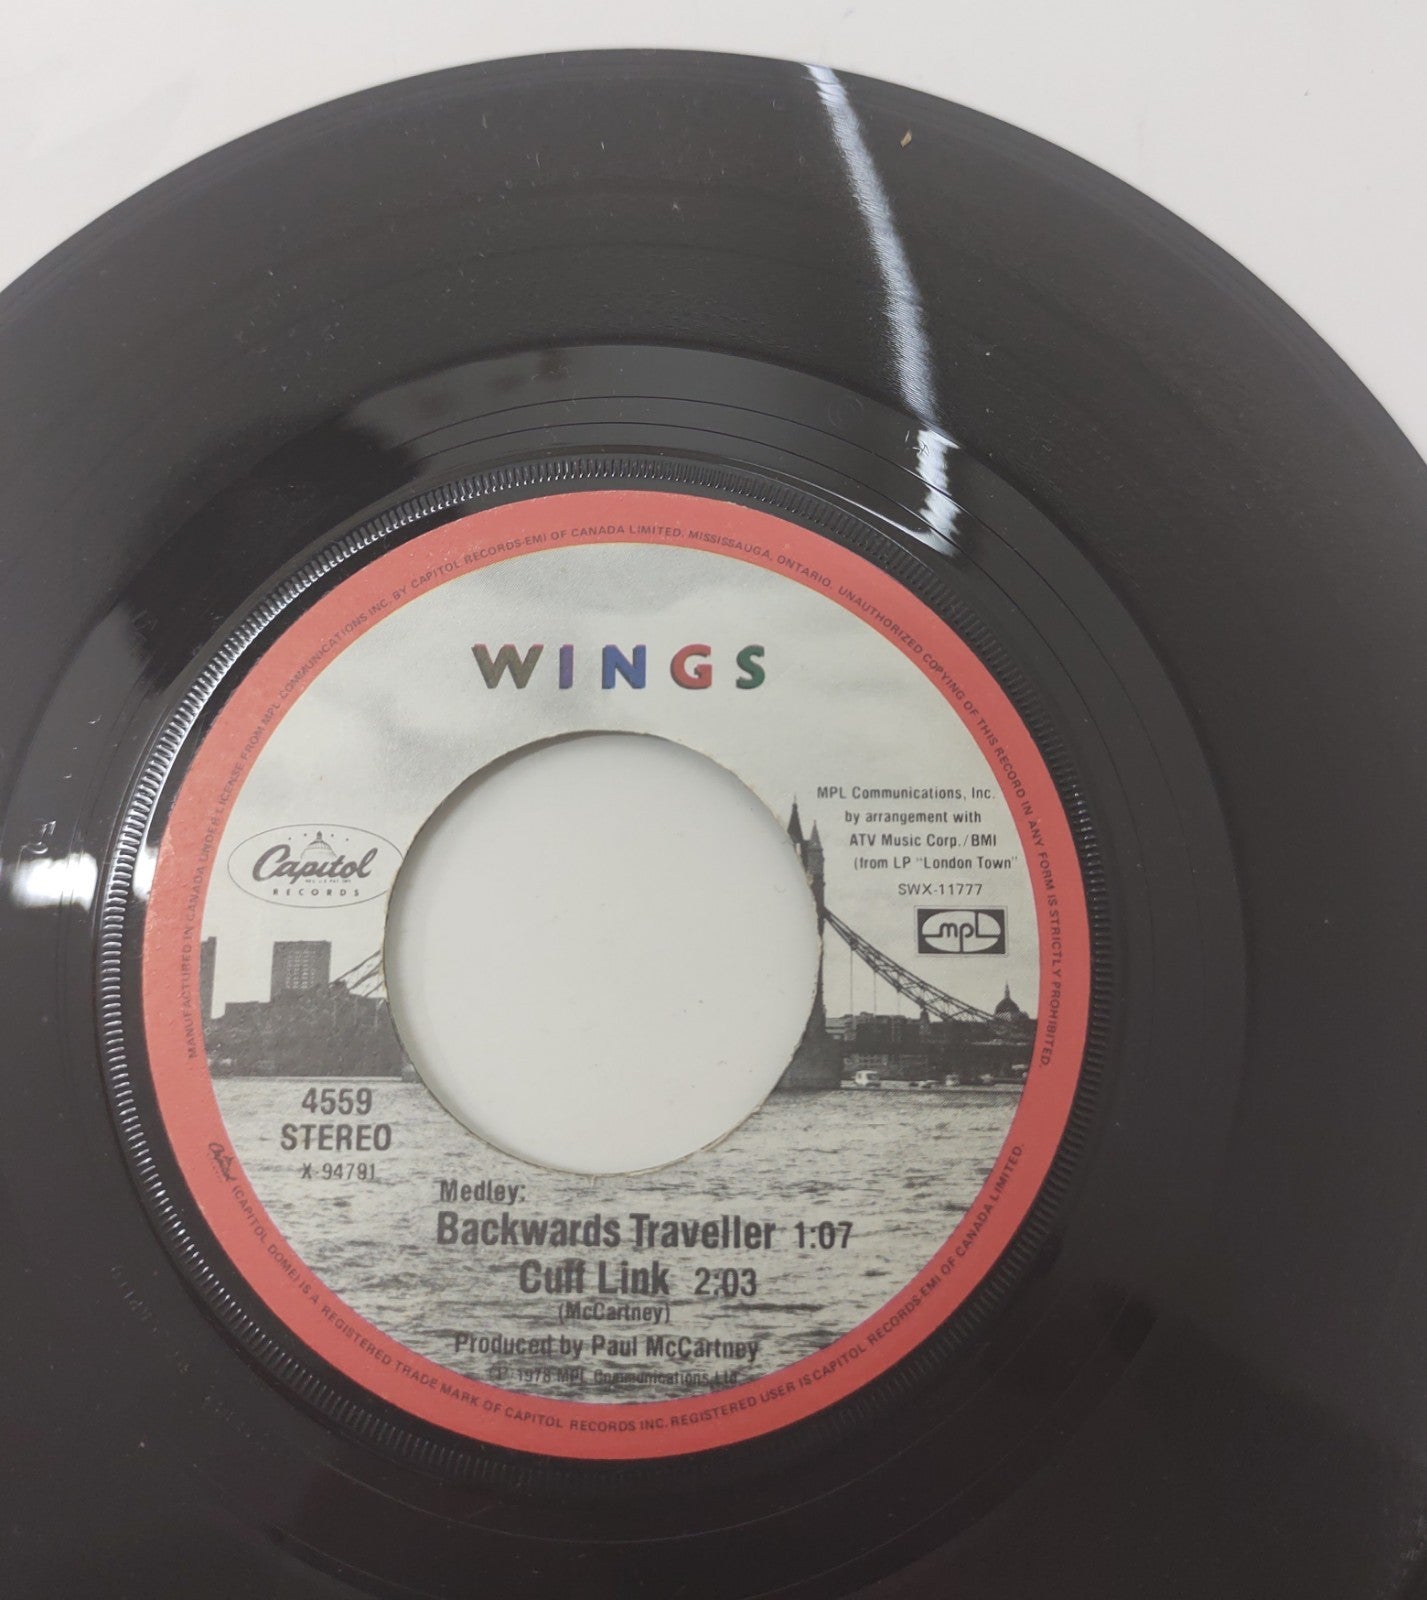 MANUFACTURED IN CANADA UNDER LICENSE FROM MPL COMMUNICATIONS INC. BY CAPITOL RECORDS-EMI OF CANADA LIMITED, MISSISSAUGA, ONTARIO. UNAUTHORIZED COPYING OF THIS RECORD IN ANY FORM IS STRICTLY PROHIBITED.
WINGS
MPL Communications, Inc.
by arrangement with
ATV Music Corp./BMI
(from LP "London Town"
SWX-11777
mpl
Capitol
RECORDS
4559
STEREO
X-94791
Medley:
Backwards Traveller 1:07
Cuff Link 2:03
(McCartney)
Produced by Paul McCartney
℗ 1978 MPL Communications Ltd
Capitol (CAPITOL DOME) IS A REGISTERED TRADE MARK OF CAPITOL RECORDS INC. REGISTERED USER IS CAPITOL RECORDS-EMI OF CANADA LIMITED.